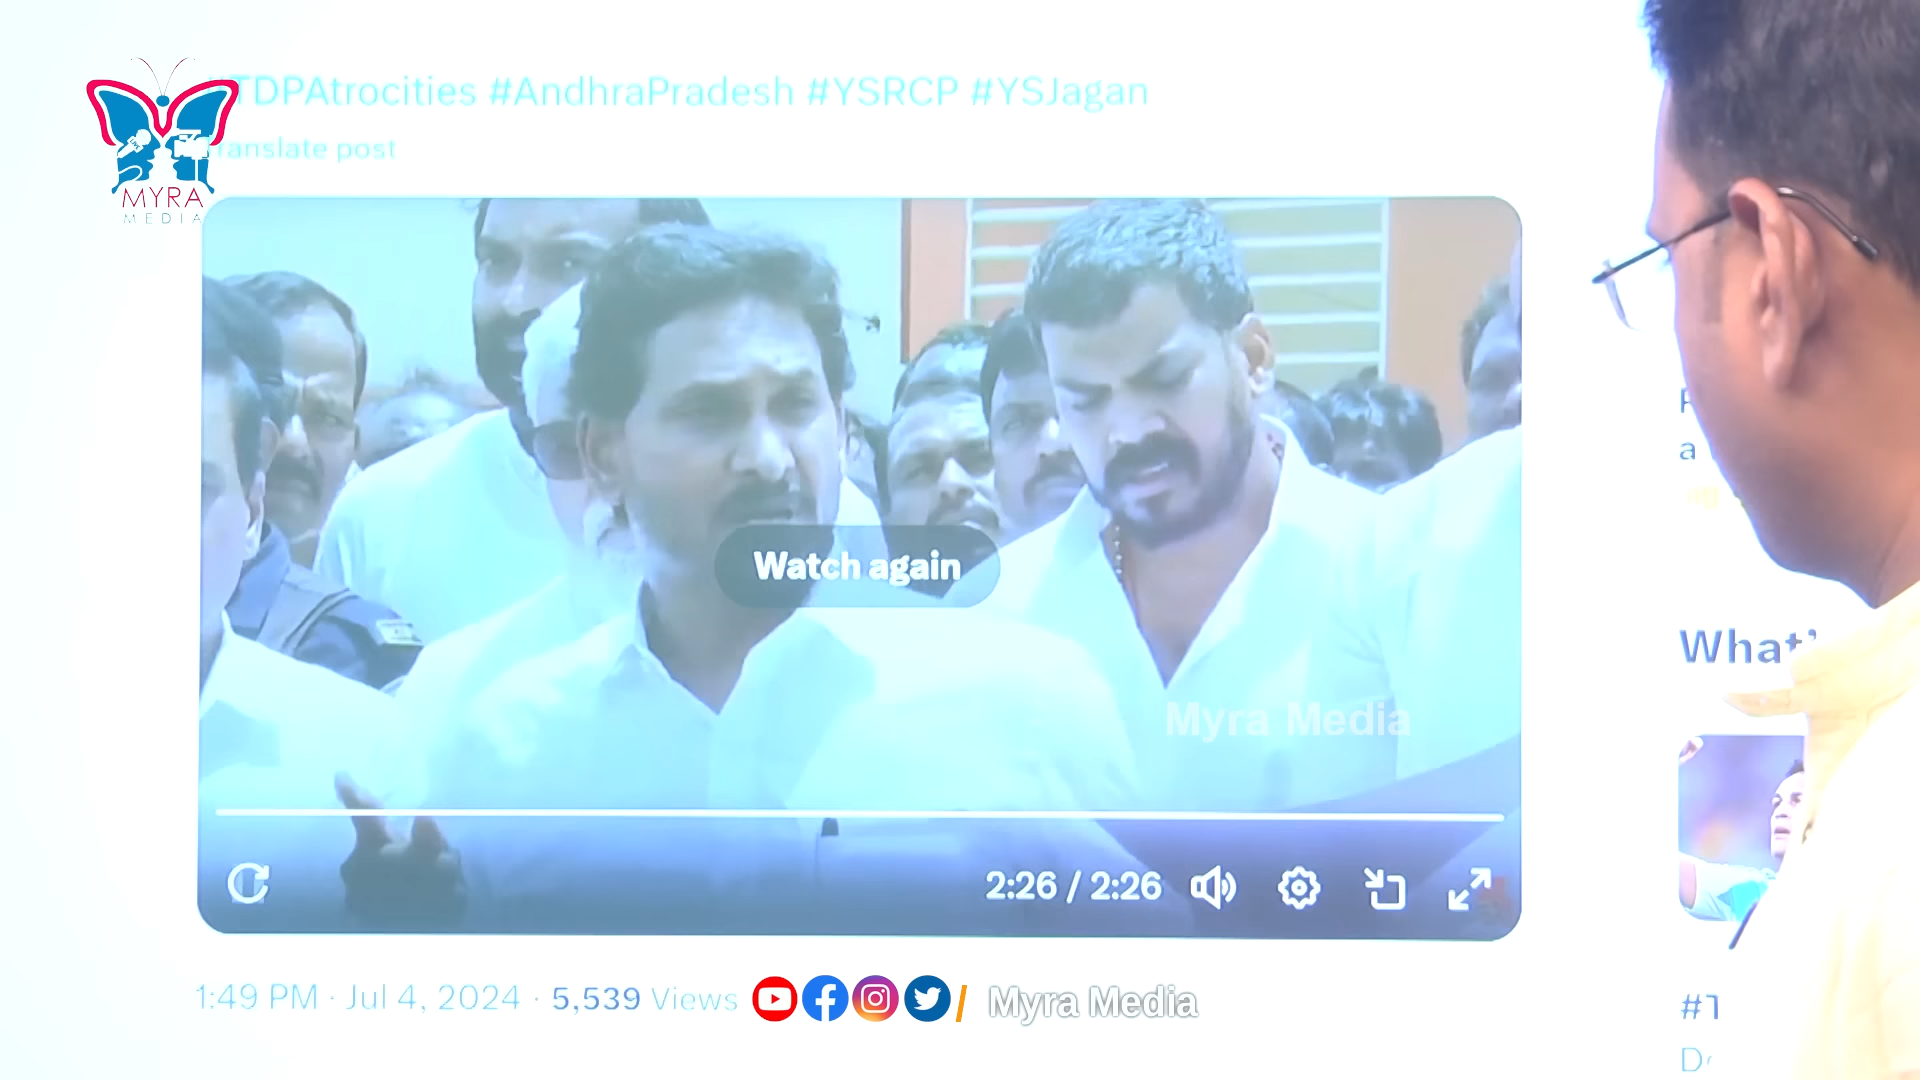 TDPAtrocities #AndhraPradesh #YSRCP #YSJagan
ranslate post
MYRA
MEDIA
Watch again
Myra Media
2:26 / 2:26
1:49 PM · Jul 4, 2024 · 5,539 Views
/ Myra Media
a
What'